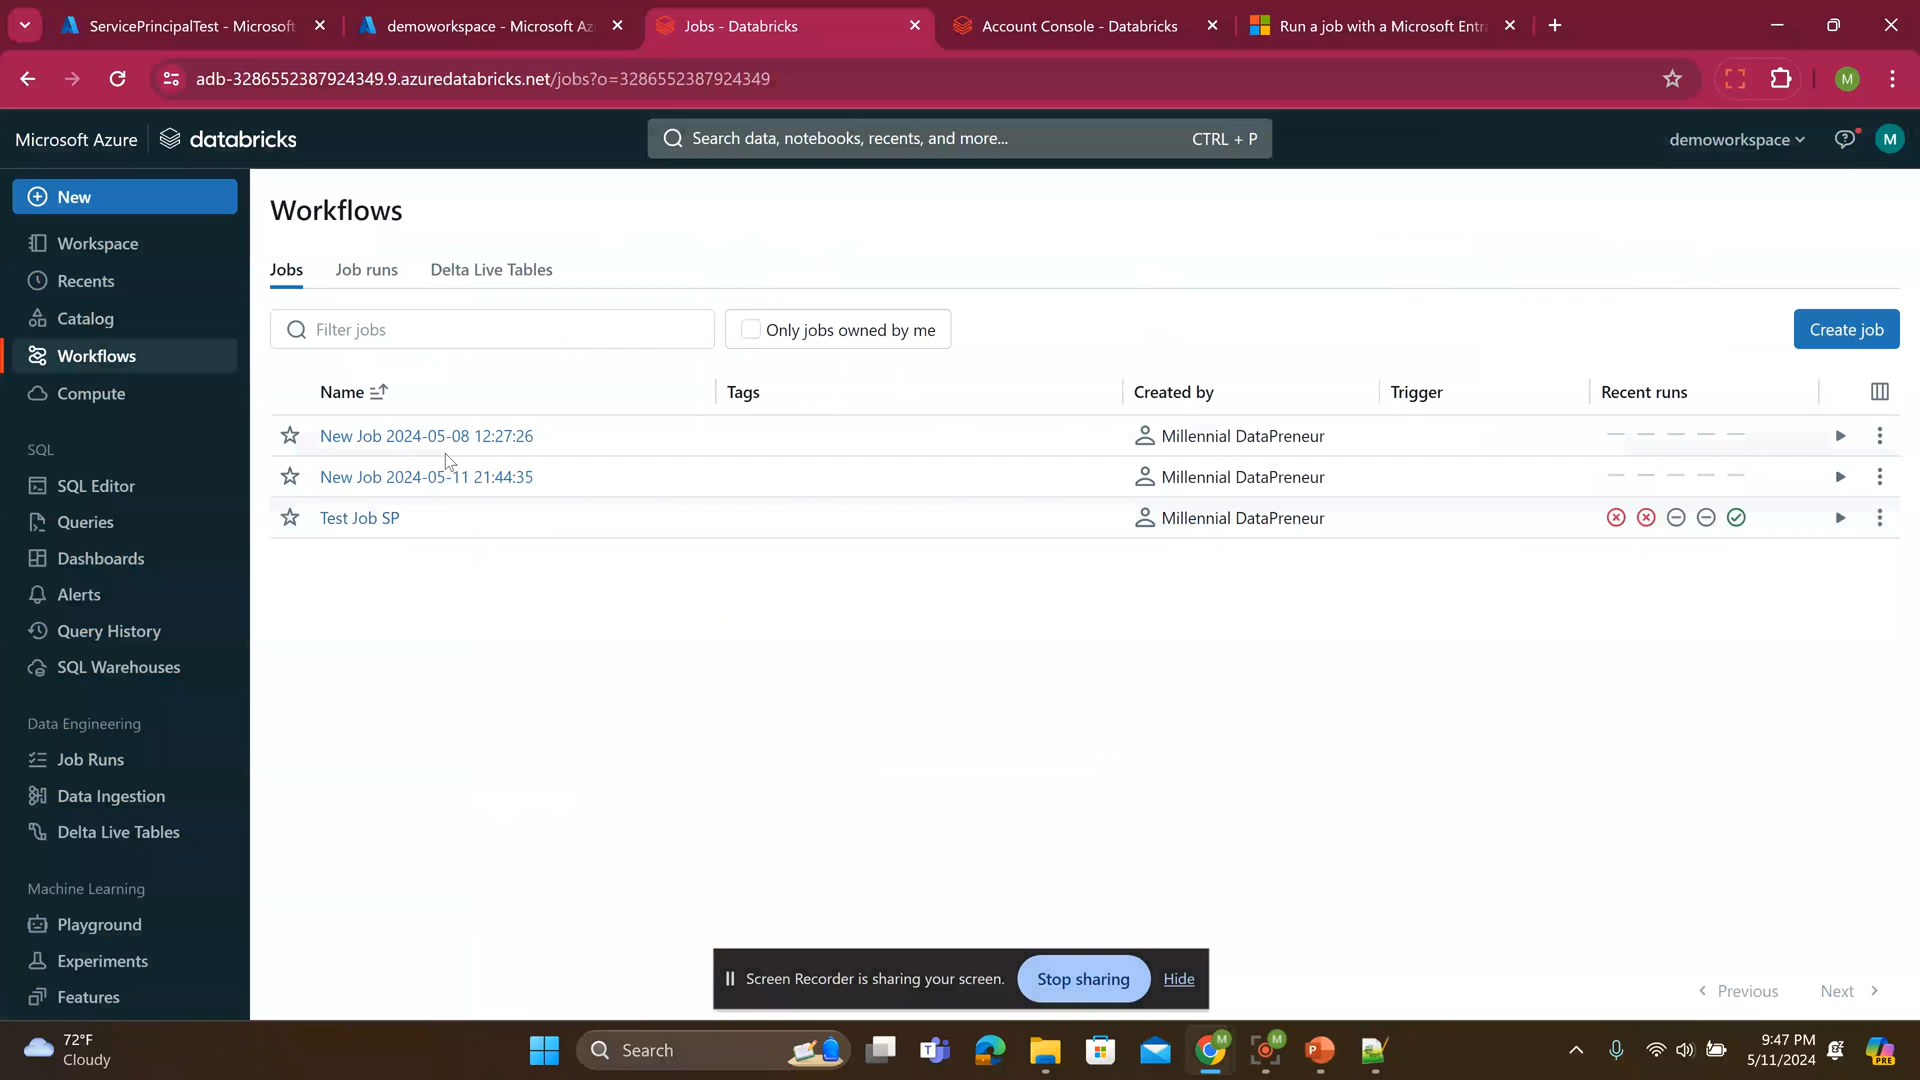 ServicePrincipalTest - Microsoft
demoworkspace - Microsoft Az
Jobs - Databricks
Account Console - Databricks
Run a job with a Microsoft Entra
adb-3286552387924349.9.azuredatabricks.net/jobs?o=3286552387924349
M
Microsoft Azure
databricks
Search data, notebooks, recents, and more...
CTRL + P
demoworkspace
M
New
Workspace
Recents
Catalog
Workflows
Compute
SQL
SQL Editor
Queries
Dashboards
Alerts
Query History
SQL Warehouses
Data Engineering
Job Runs
Data Ingestion
Delta Live Tables
Machine Learning
Playground
Experiments
Features
Workflows
Jobs
Job runs
Delta Live Tables
Filter jobs
Only jobs owned by me
Create job
Name
Tags
Created by
Trigger
Recent runs
New Job 2024-05-08 12:27:26
Millennial DataPreneur
New Job 2024-05-11 21:44:35
Millennial DataPreneur
Test Job SP
Millennial DataPreneur
Previous
Next
Screen Recorder is sharing your screen.
Stop sharing
Hide
72°F
Cloudy
Search
M
M
9:47 PM
5/11/2024
PRE